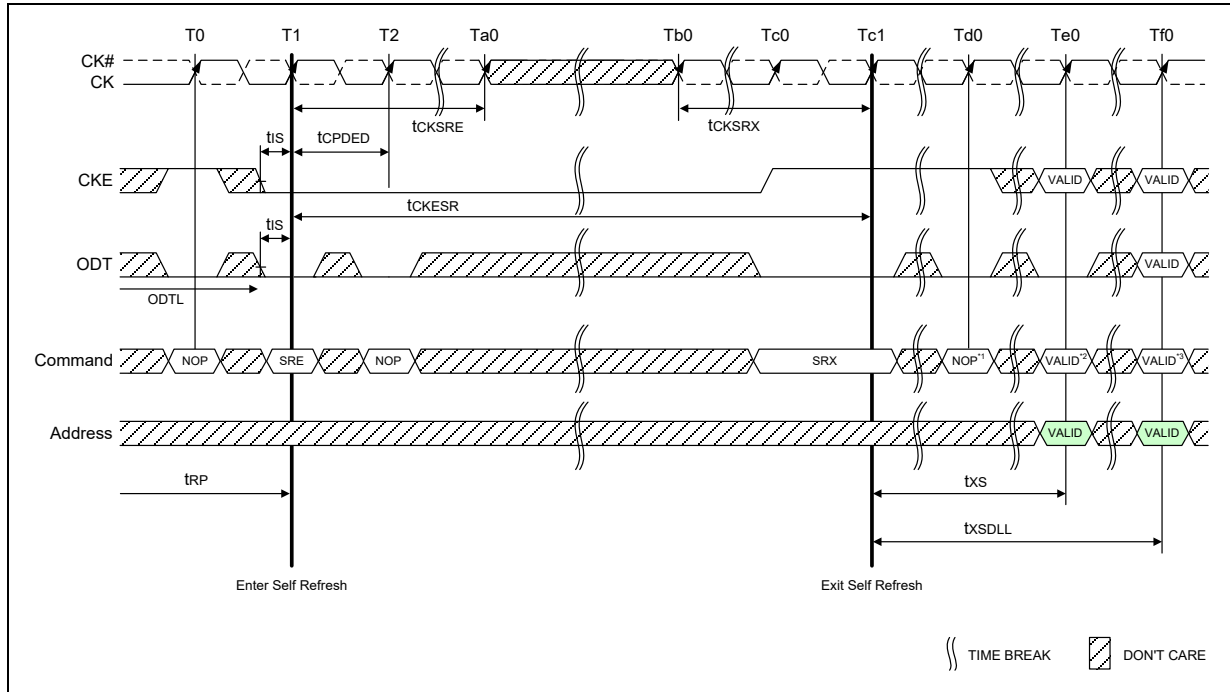 T0 T1 T2 Ta0 Tb0 Tc0 Tc1 Td0 Te0 Tf0
CK#
CK
tCKSRE
tCKSRX
tIS
tCPDED
CKE
VALID
VALID
tCKESR
tIS
ODT
VALID
ODTL
Command
NOP
SRE
NOP
SRX
NOP*1
VALID*2
VALID*3
Address
VALID
VALID
tRP
tXS
tXSDLL
Enter Self Refresh
Exit Self Refresh
TIME BREAK
DON'T CARE